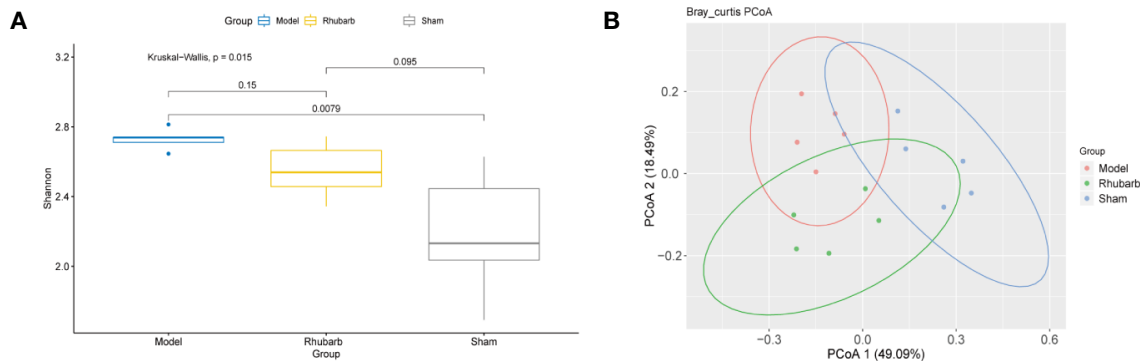 A
Group Model Rhubarb Sham
3.2
2.8
2.4
2.0
Shannon
Kruskal-Wallis, p = 0.015
0.095
0.15
0.0079
Model Rhubarb Sham
Group
B
Bray_curtis PCoA
0.2
0.0
−0.2
PCoA 2 (18.49%)
−0.3 0.0 0.3 0.6
PCoA 1 (49.09%)
Group
Model
Rhubarb
Sham